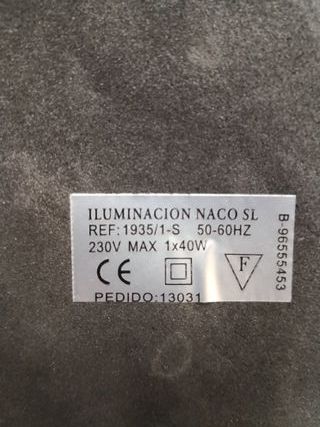 ILUMINACION NACO SL
REF: 1935/1-S 50-60HZ
230V MAX 1x40W
CE F
PEDIDO:13031
B-96555453